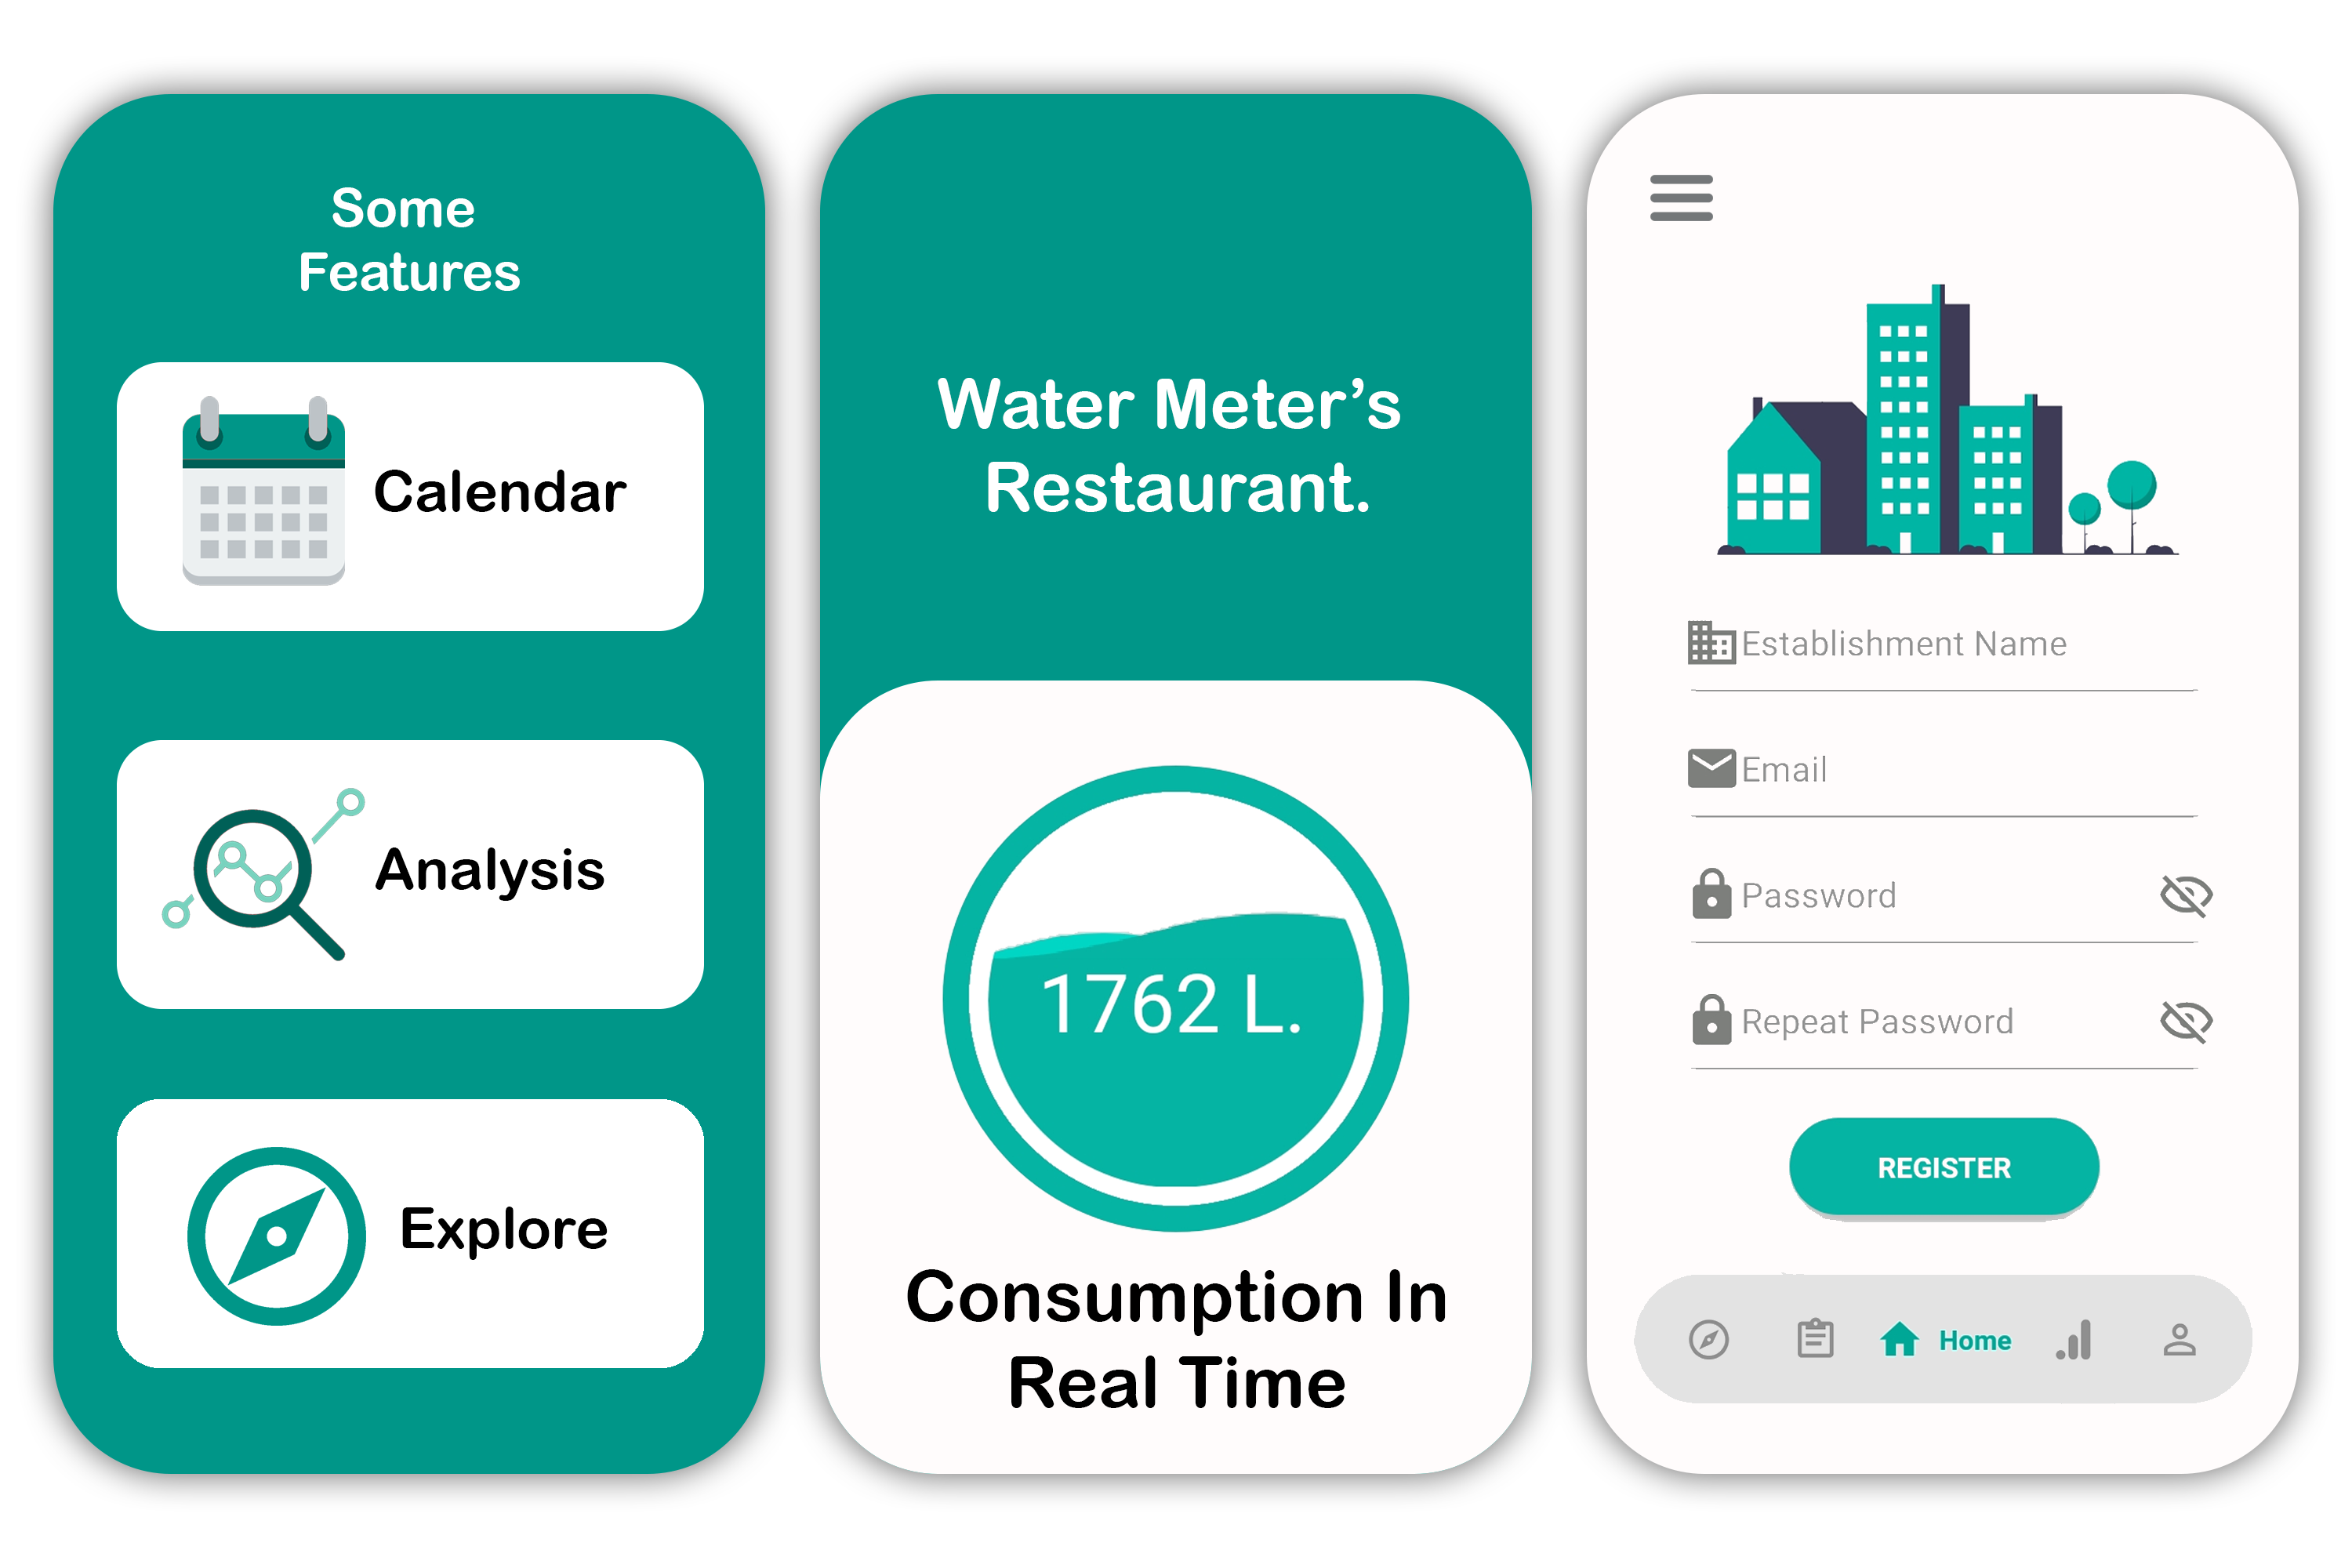 Some
Features
Calendar
Analysis
Explore
Water Meter’s
Restaurant.
1762 L.
Consumption In
Real Time
Establishment Name
Email
Password
Repeat Password
REGISTER
Home